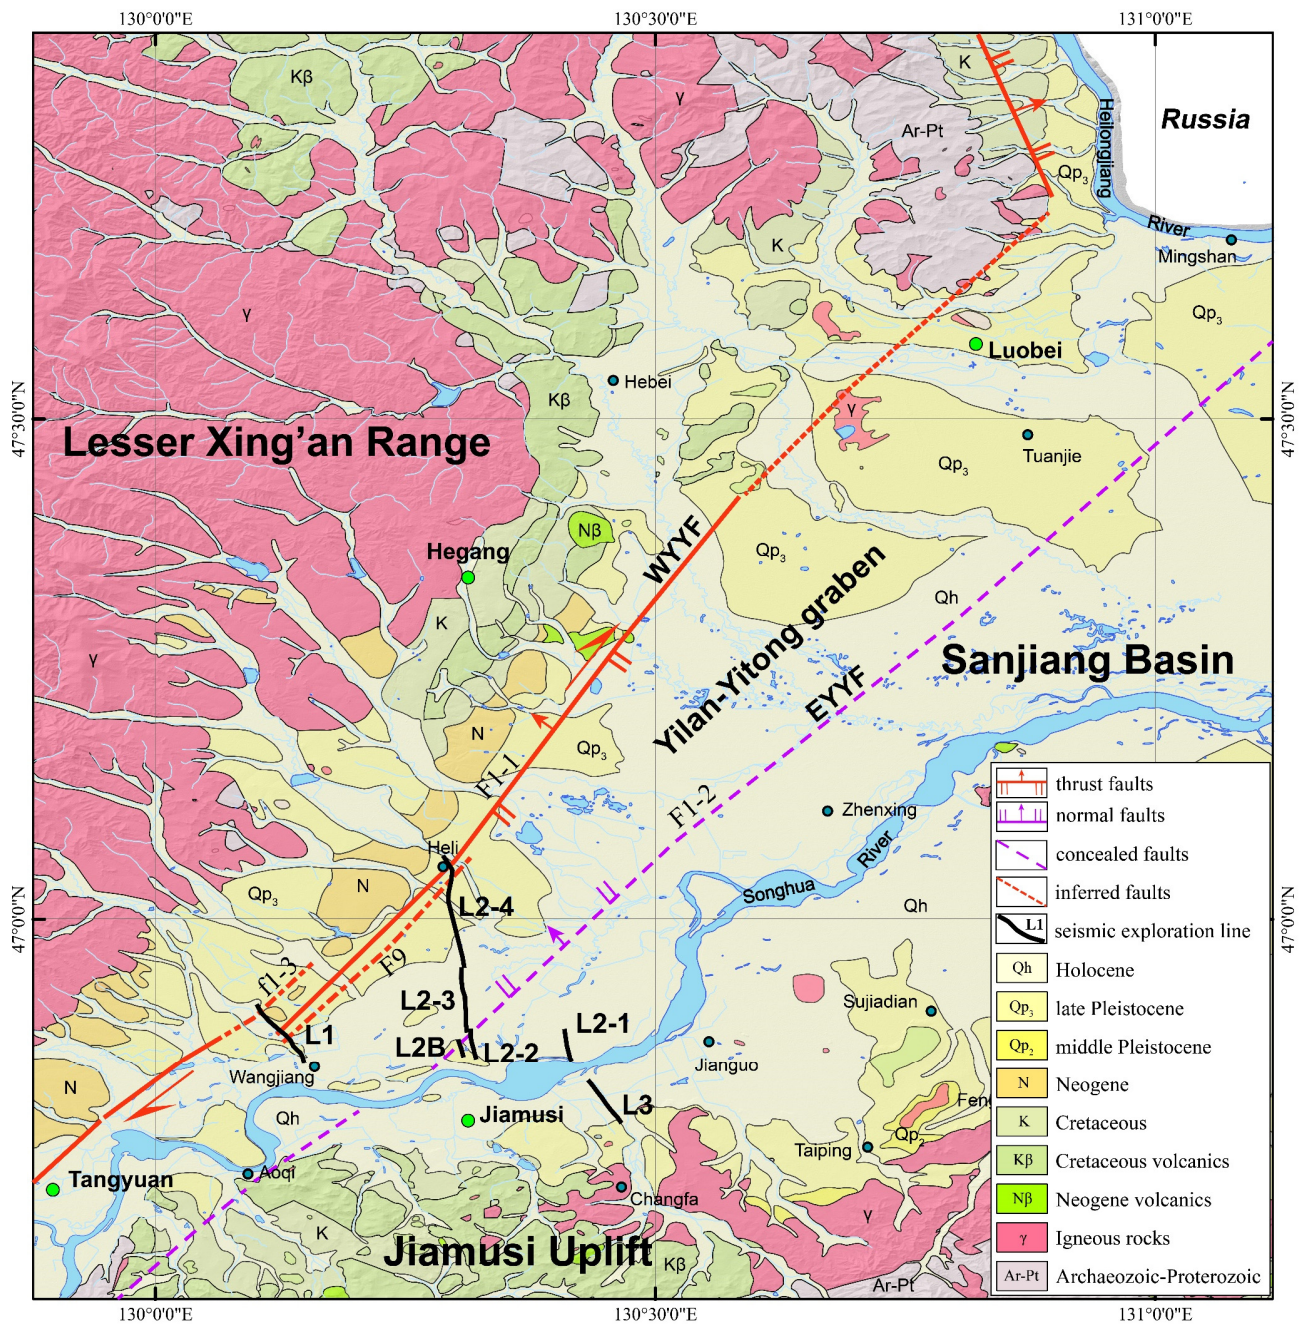 130°0'0"E
130°30'0"E
131°0'0"E
Kβ
γ
K
Russia
Ar-Pt
Heilongjiang
River
Qp3
Mingshan
K
γ
Qp3
Luobei
Hebei
Kβ
47°30'0"N
47°30'0"N
Lesser Xing'an Range
γ
Tuanjie
Qp3
Nβ
WYYF
Hegang
Qp3
Yilan-Yitong graben
Qh
K
γ
Sanjiang Basin
EYYF
N
Qp3
F1-1
F1-2
Zhenxing
Heli
River
Songhua
Qp3
N
L2-4
Qh
47°0'0"N
47°0'0"N
F9
f1-3
L2-3
Sujiadian
L1
L2-1
L2B
L2-2
Wangjiang
Jianguo
N
Qh
Jiamusi
L3
Feng
Qp2
Taiping
Tangyuan
Aoqi
Changfa
K
γ
Jiamusi Uplift
Kβ
Ar-Pt
thrust faults
normal faults
concealed faults
inferred faults
L1 seismic exploration line
Qh Holocene
Qp3 late Pleistocene
Qp2 middle Pleistocene
N Neogene
K Cretaceous
Kβ Cretaceous volcanics
Nβ Neogene volcanics
γ Igneous rocks
Ar-Pt Archaeozoic-Proterozoic
130°0'0"E
130°30'0"E
131°0'0"E